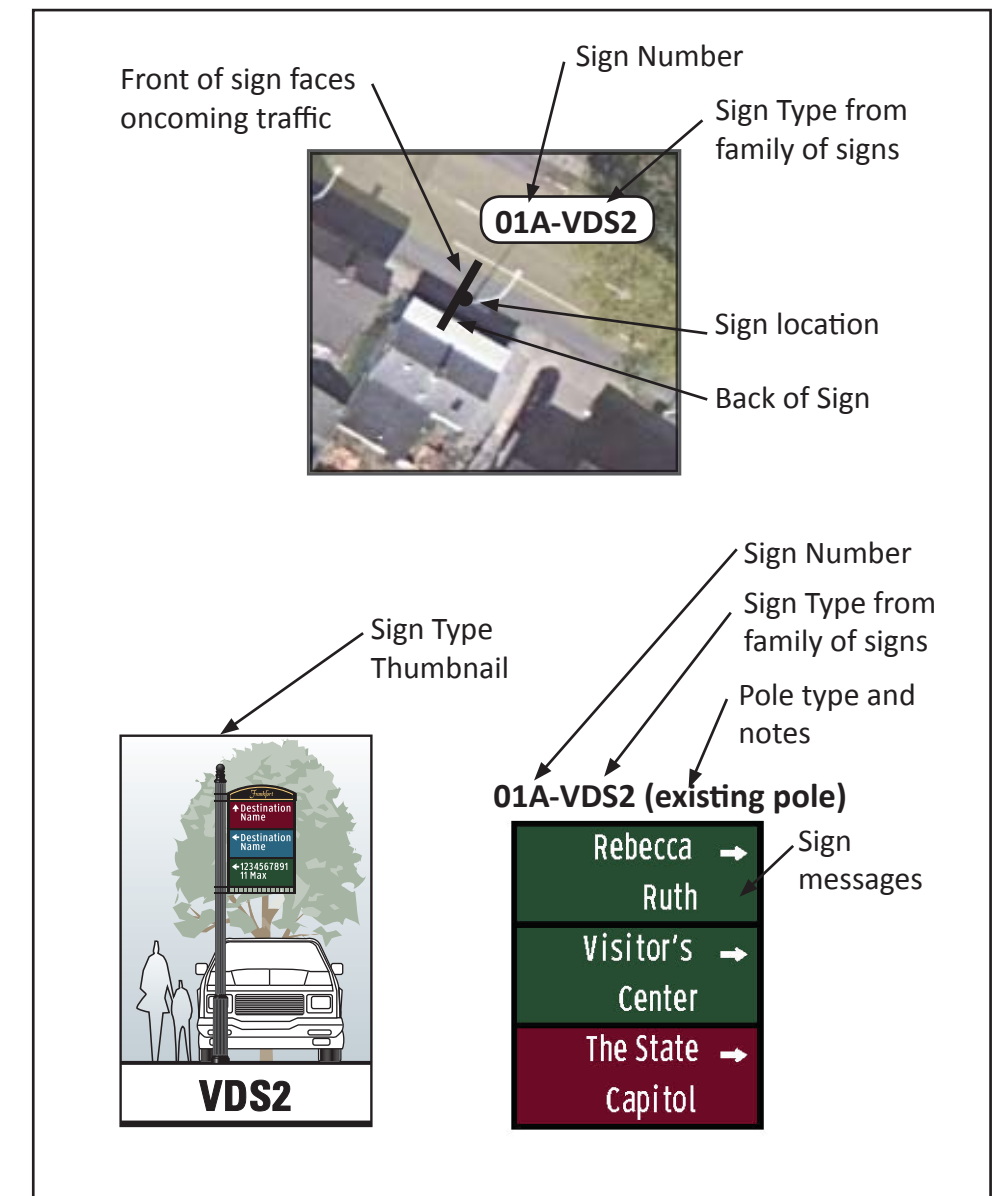 Sign Number
Front of sign faces
oncoming traffic
Sign Type from
family of signs
01A-VDS2
Sign location
Back of Sign
Sign Number
Sign Type from
family of signs
Sign Type
Thumbnail
Pole type and
notes
Frankfort
Destination
Name
Destination
Name
1234567891
11 Max
VDS2
01A-VDS2 (existing pole)
Rebecca
Ruth
Visitor's
Center
The State
Capitol
Sign
messages